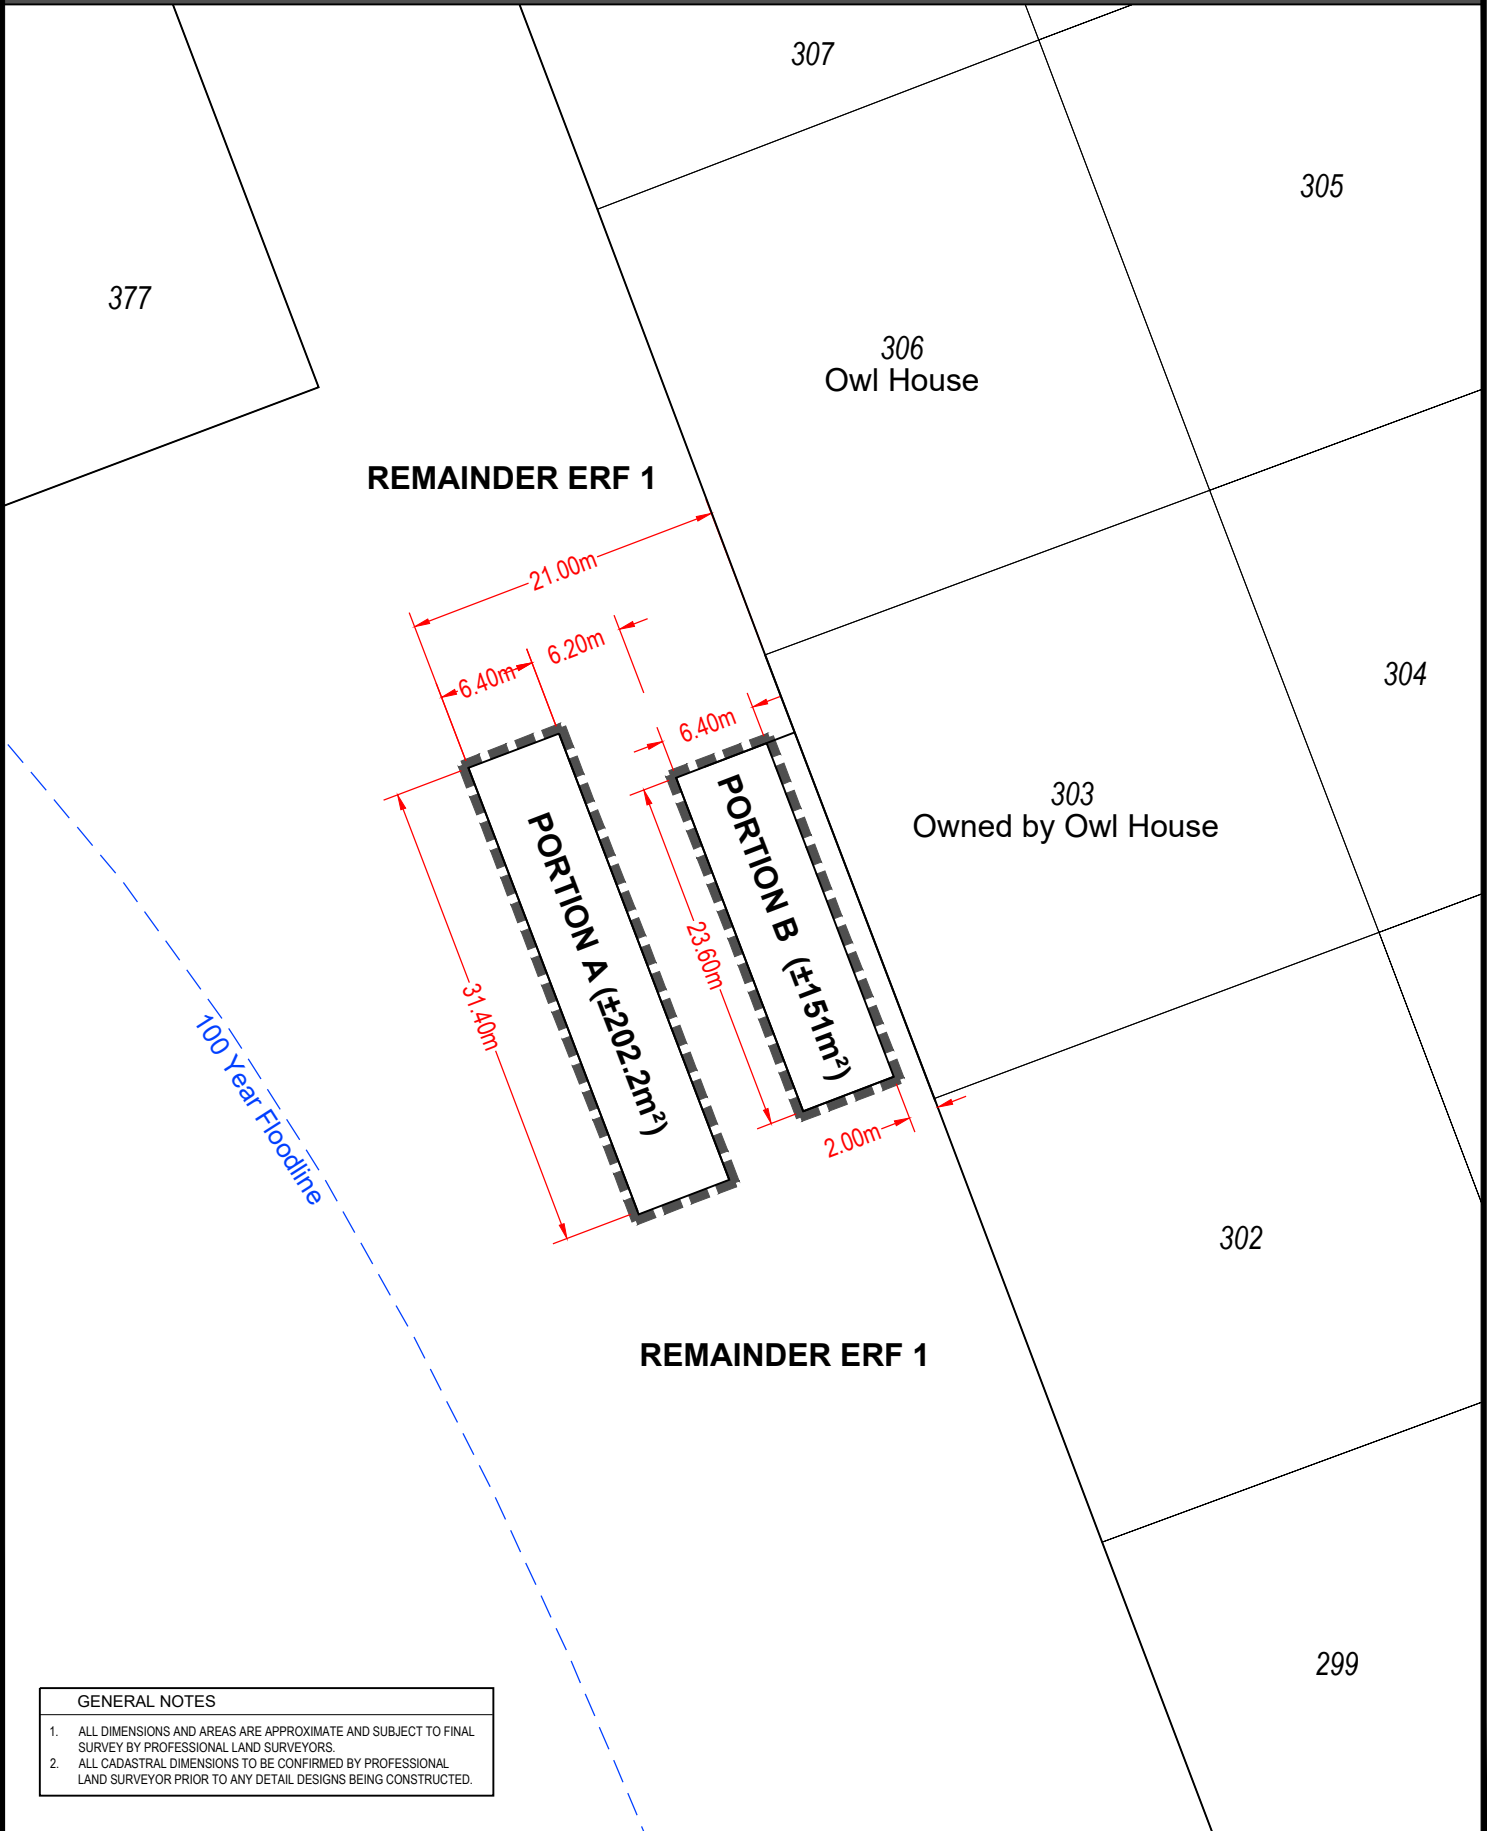 307
305
377
306
Owl House
REMAINDER ERF 1
21.00m
6.20m
6.40m
304
6.40m
303
Owned by Owl House
PORTION A (±202.2m²)
PORTION B (±151m²)
23.60m
31.40m
100 Year Floodline
2.00m
302
REMAINDER ERF 1
299
GENERAL NOTES
1. ALL DIMENSIONS AND AREAS ARE APPROXIMATE AND SUBJECT TO FINAL
SURVEY BY PROFESSIONAL LAND SURVEYORS.
2. ALL CADASTRAL DIMENSIONS TO BE CONFIRMED BY PROFESSIONAL
LAND SURVEYOR PRIOR TO ANY DETAIL DESIGNS BEING CONSTRUCTED.